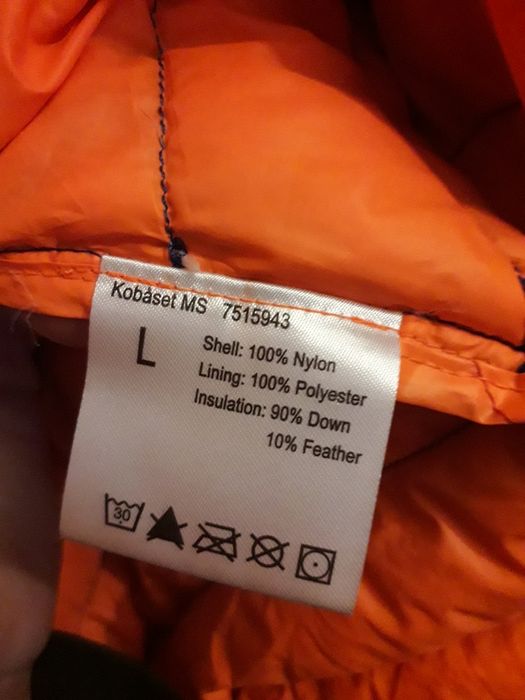 Kobåset MS 7515943
L
Shell: 100% Nylon
Lining: 100% Polyester
Insulation: 90% Down
10% Feather
30